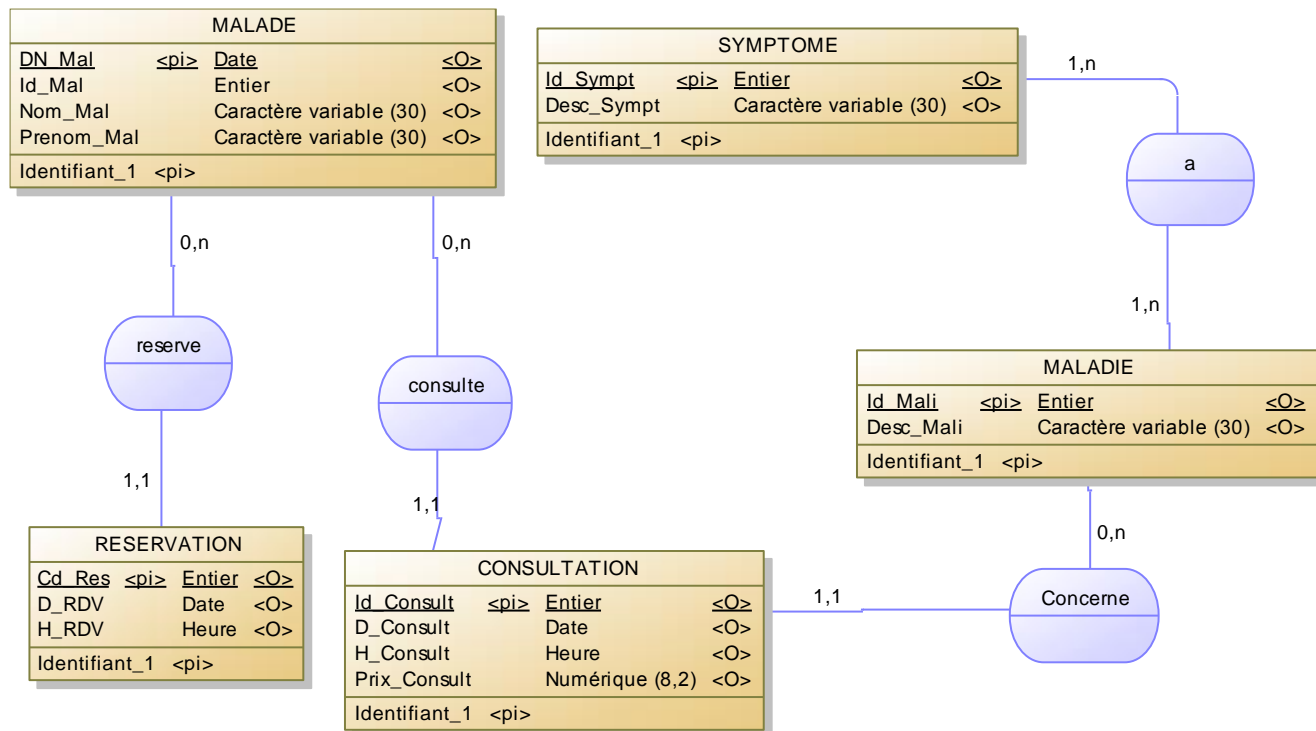 MALADE
DN_Mal <pi> Date <O>
Id_Mal Entier <O>
Nom_Mal Caractère variable (30) <O>
Prenom_Mal Caractère variable (30) <O>
Identifiant_1 <pi>
SYMPTOME
Id_Sympt <pi> Entier <O>
Desc_Sympt Caractère variable (30) <O>
Identifiant_1 <pi>
1,n
a
1,n
0,n
0,n
reserve
consulte
1,1
1,1
MALADIE
Id_Mali <pi> Entier <O>
Desc_Mali Caractère variable (30) <O>
Identifiant_1 <pi>
0,n
Concerne
1,1
RESERVATION
Cd_Res <pi> Entier <O>
D_RDV Date <O>
H_RDV Heure <O>
Identifiant_1 <pi>
CONSULTATION
Id_Consult <pi> Entier <O>
D_Consult Date <O>
H_Consult Heure <O>
Prix_Consult Numérique (8,2) <O>
Identifiant_1 <pi>